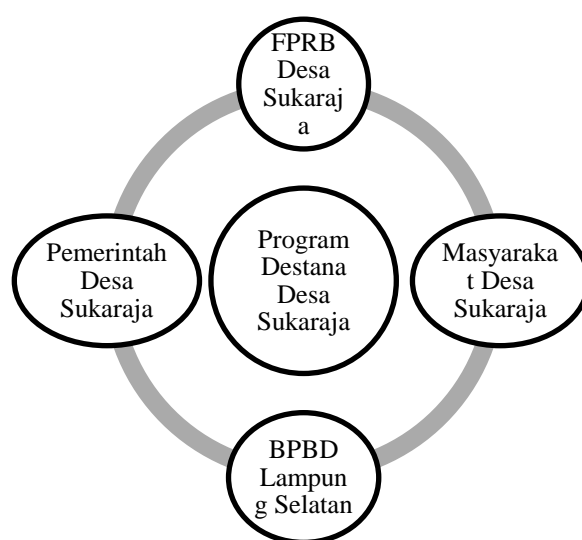 FPRB
Desa
Sukaraj
a
Pemerintah
Desa
Sukaraja
Program
Destana
Desa
Sukaraja
Masyaraka
t Desa
Sukaraja
BPBD
Lampun
g Selatan